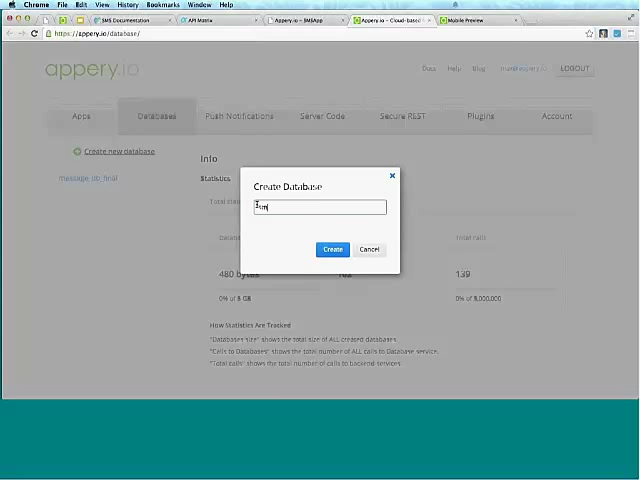 Chrome File Edit View History Bookmarks Window Help
SMS Documentation API Matrix Appery.io — SMSApp Appery.io – Cloud-based Mobile Preview
https://appery.io/database/
appery.io
Docs Help Blog LOGOUT
Apps Databases Push Notifications Server Code Secure REST Plugins Account
Create new database
Info
Statistics
Create Database
Total calls
Create Cancel
480 bytes 139
0% of 5 GB 0% of 5,000,000
How Statistics Are Tracked
"Databases size" shows the total size of ALL created databases.
"Calls to Databases" shows the total number of ALL calls to Database service.
"Total calls" shows the total number of calls to backend services.